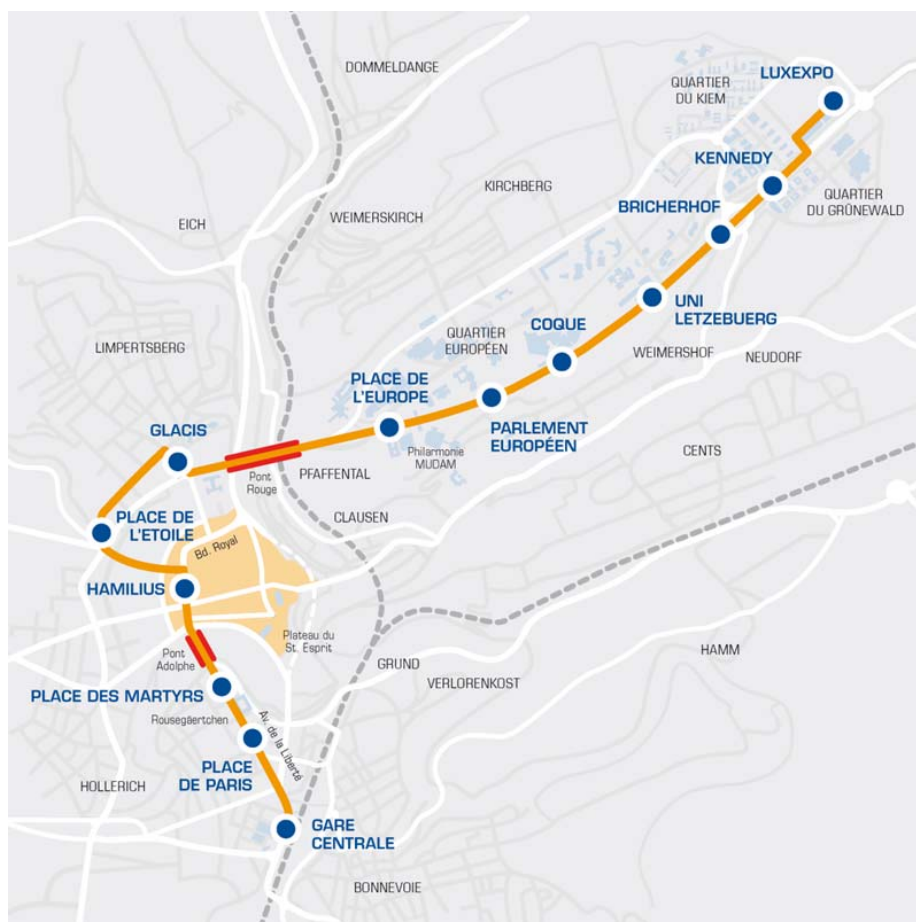 DOMMELDANGE
LUXEXPO
QUARTIER
DU KIEM
KENNEDY
KIRCHBERG
QUARTIER
DU GRÜNEWALD
BRICHERHOF
WEIMERSKIRCH
EICH
UNI
LETZEBUERG
COQUE
QUARTIER
EUROPÉEN
LIMPERTSBERG
WEIMERSHOF
NEUDORF
PLACE DE
L'EUROPE
PARLEMENT
EUROPÉEN
GLACIS
Philarmonie
MUDAM
CENTS
Pont
Rouge
PFAFFENTAL
CLAUSEN
PLACE DE
L'ETOILE
Bd. Royal
HAMILIUS
Plateau du
St. Esprit
Pont
Adolphe
GRUND
HAMM
VERLORENKOST
PLACE DES MARTYRS
Rousegäertchen
Av. de la Liberté
PLACE
DE PARIS
HOLLERICH
GARE
CENTRALE
BONNEVOIE